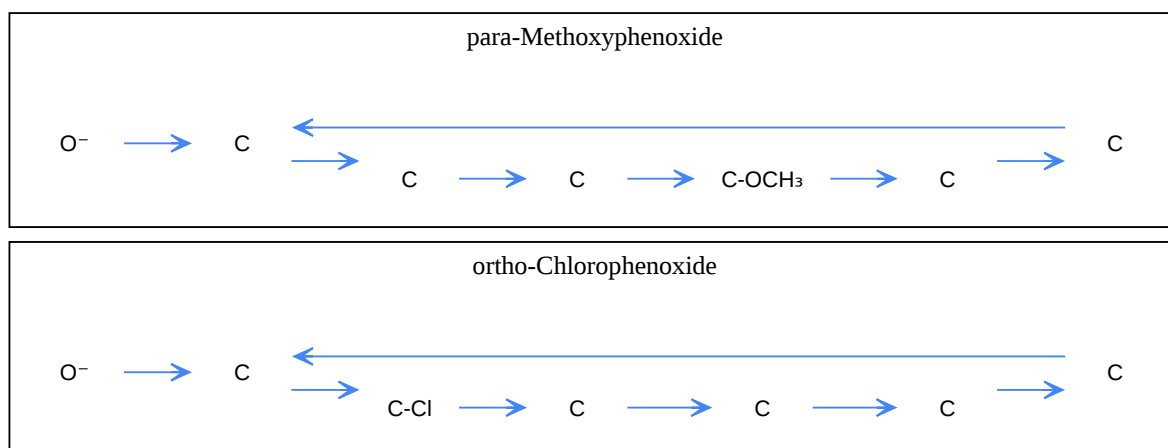 para-Methoxyphenoxide
O⁻ C C
C C C-OCH₃ C
ortho-Chlorophenoxide
O⁻ C C
C-Cl C C C